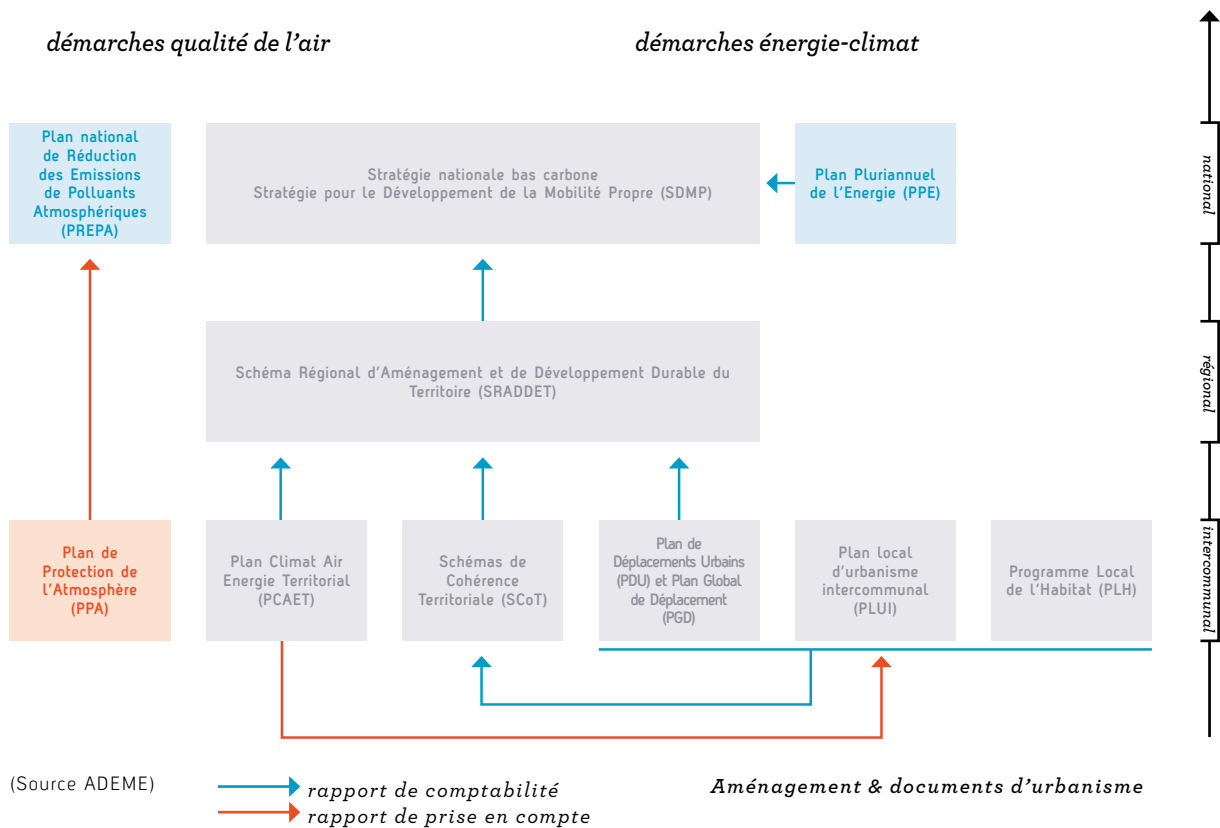 démarches qualité de l'air
démarches énergie-climat
Plan national
de Réduction
des Emissions
de Polluants
Atmosphériques
(PREPA)
Stratégie nationale bas carbone
Stratégie pour le Développement de la Mobilité Propre (SDMP)
Plan Pluriannuel
de l'Energie (PPE)
national
Schéma Régional d'Aménagement et de Développement Durable du
Territoire (SRADDET)
régional
Plan de
Protection de
l'Atmosphère
(PPA)
Plan Climat Air
Energie Territorial
(PCAET)
Schémas de
Cohérence
Territoriale (SCoT)
Plan de
Déplacements Urbains
(PDU) et Plan Global
de Déplacement
(PGD)
Plan local
d'urbanisme
intercommunal
(PLUI)
Programme Local
de l'Habitat (PLH)
intercommunal
(Source ADEME)
rapport de comptabilité
rapport de prise en compte
Aménagement & documents d'urbanisme